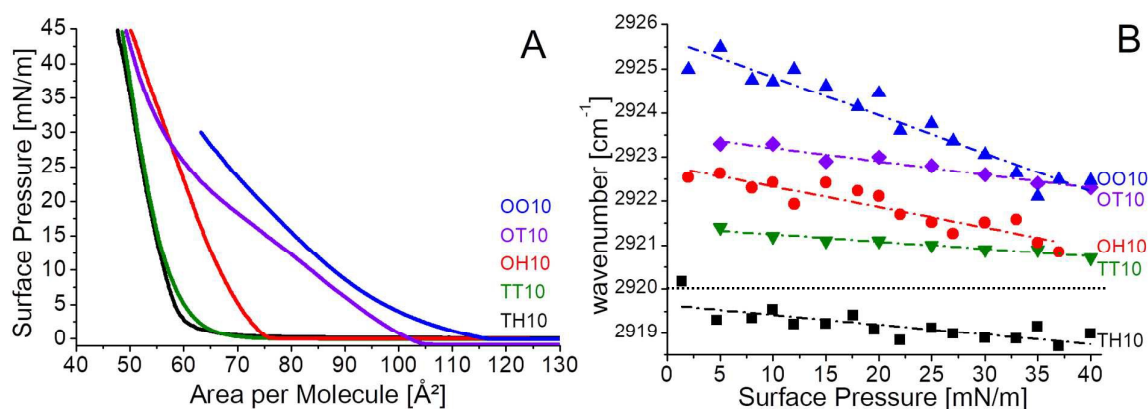 A
Surface Pressure [mN/m]
45
40
35
30
25
20
15
10
5
0
OO10
OT10
OH10
TT10
TH10
40 50 60 70 80 90 100 110 120 130
Area per Molecule [Å²]
B
wavenumber [cm⁻¹]
2926
2925
2924
2923
2922
2921
2920
2919
OO10
OT10
OH10
TT10
TH10
0 5 10 15 20 25 30 35 40
Surface Pressure [mN/m]